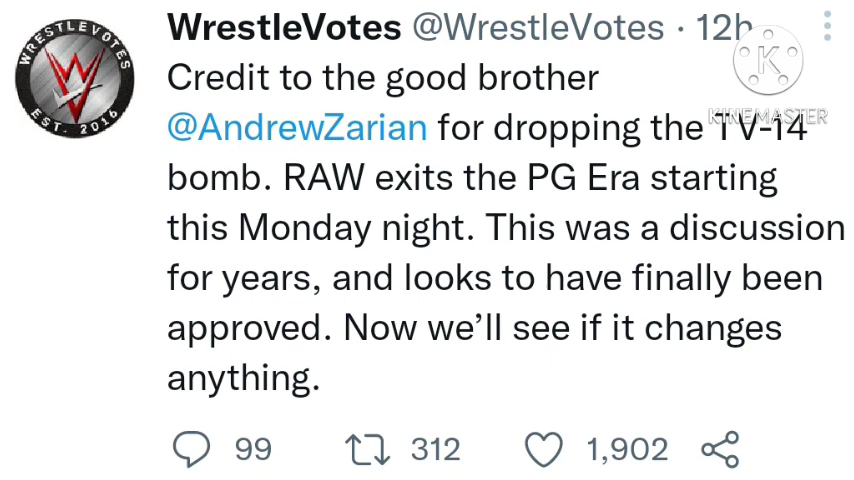 WRESTLEVOTES
EST. 2016
WrestleVotes @WrestleVotes · 12h
K
KINEMASTER
Credit to the good brother
@AndrewZarian for dropping the TV-14
bomb. RAW exits the PG Era starting
this Monday night. This was a discussion
for years, and looks to have finally been
approved. Now we’ll see if it changes
anything.
99 312 1,902